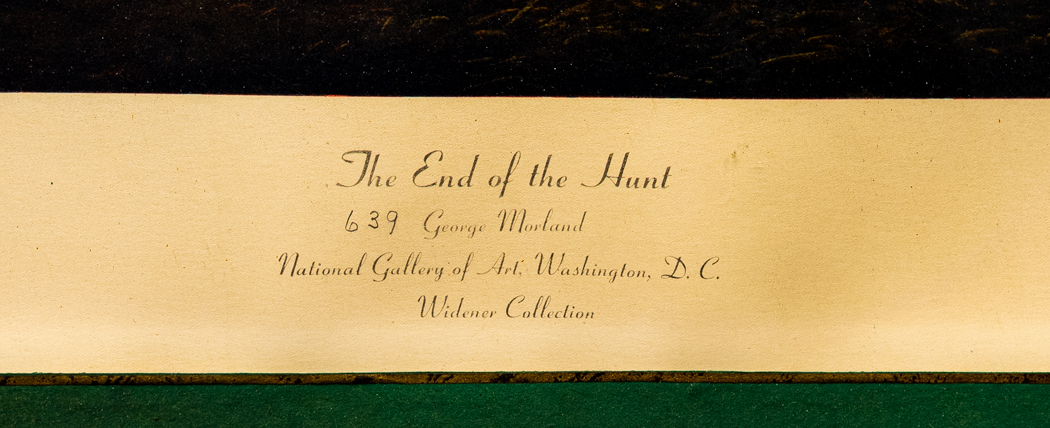 The End of the Hunt
639 George Morland
National Gallery of Art, Washington, D. C.
Widener Collection